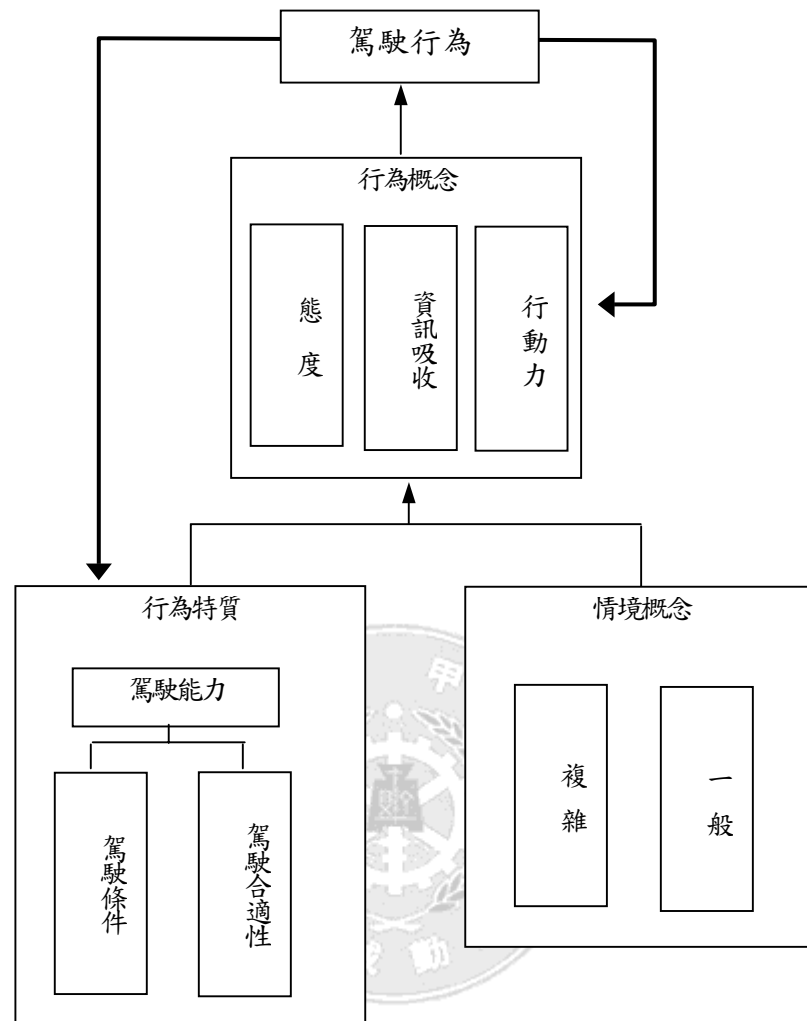 駕駛行為
行為概念
態度
資訊吸收
行動力
行為特質
駕駛能力
駕駛條件
駕駛合適性
情境概念
複雜
一般
甲
勤